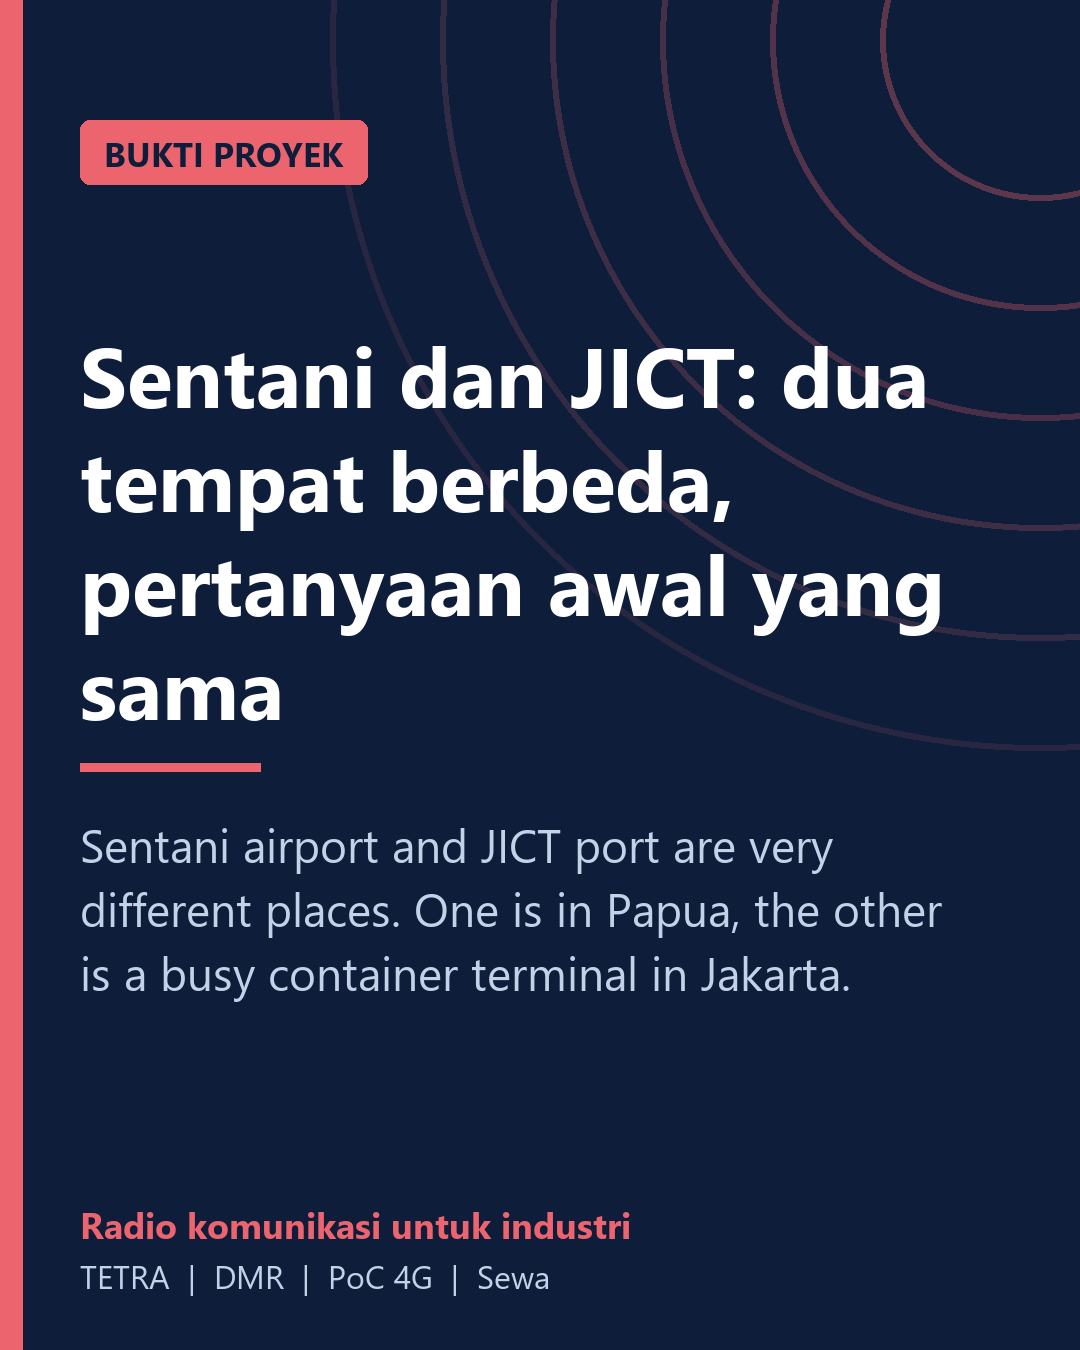 BUKTI PROYEK
Sentani dan JICT: dua
tempat berbeda,
pertanyaan awal yang
sama
Sentani airport and JICT port are very
different places. One is in Papua, the other
is a busy container terminal in Jakarta.
Radio komunikasi untuk industri
TETRA | DMR | PoC 4G | Sewa